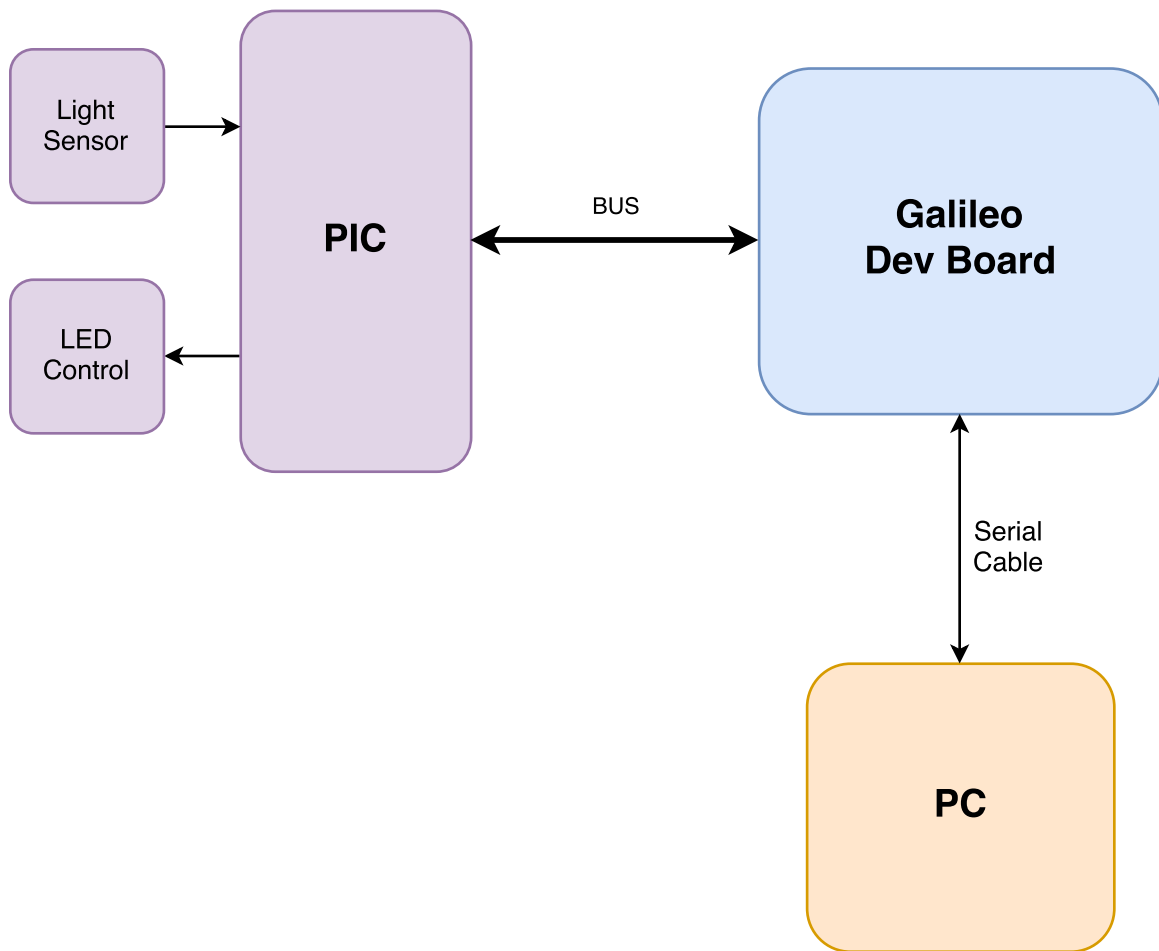 Light
Sensor
PIC
BUS
Galileo
Dev Board
LED
Control
Serial
Cable
PC